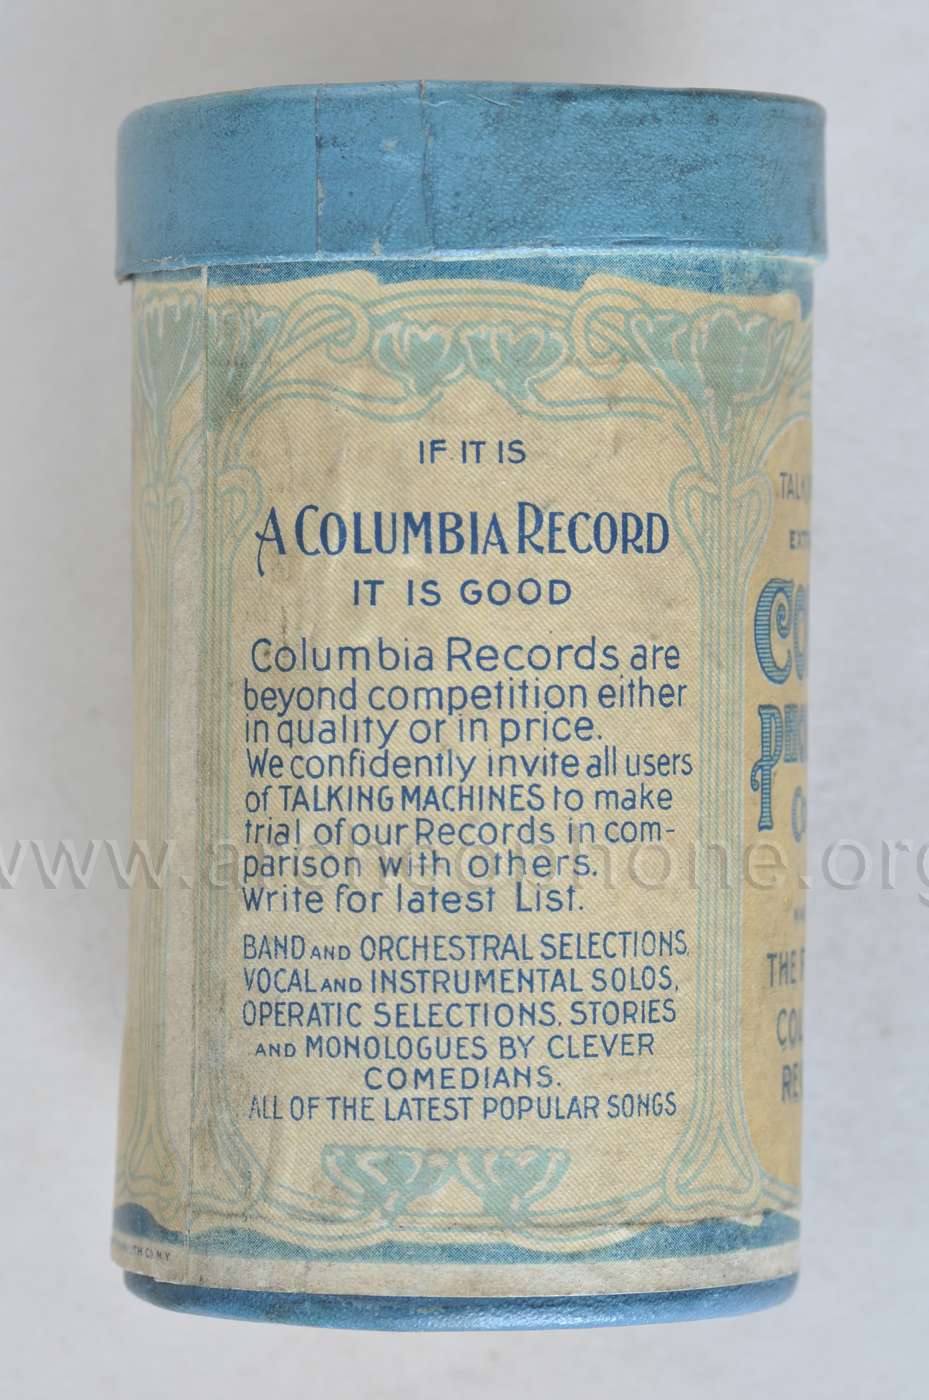 IF IT IS
A COLUMBIA RECORD
IT IS GOOD
Columbia Records are
beyond competition either
in quality or in price.
We confidently invite all users
of TALKING MACHINES to make
trial of our Records in com-
parison with others.
Write for latest List.
BAND AND ORCHESTRAL SELECTIONS,
VOCAL AND INSTRUMENTAL SOLOS,
OPERATIC SELECTIONS, STORIES
AND MONOLOGUES BY CLEVER
COMEDIANS.
ALL OF THE LATEST POPULAR SONGS
THE
N.Y.